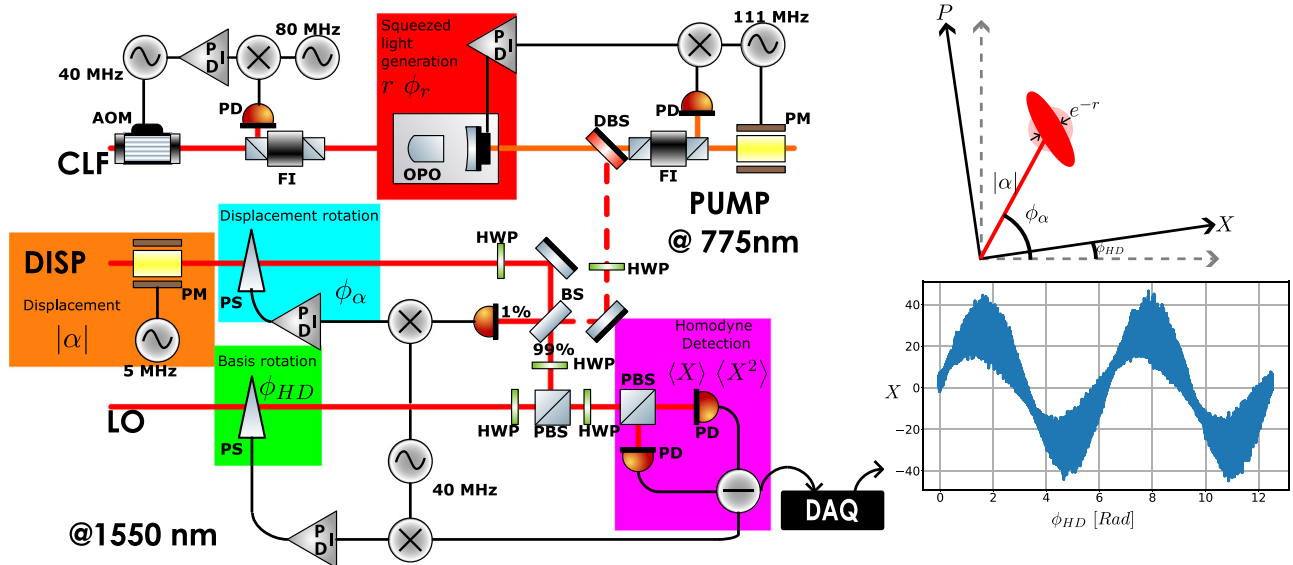 80 MHz
40 MHz
P I D
AOM
PD
CLF
FI
Squeezed
light
generation
r ϕ_r
P I D
OPO
111 MHz
PD
PM
DBS
FI
PUMP
@ 775nm
Displacement rotation
DISP
Displacement
|α|
PM
5 MHz
PS
P I D
ϕ_α
HWP
BS
HWP
1%
99%
HWP
Basis rotation
ϕ_HD
LO
PS
HWP
PBS
HWP
Homodyne
Detection
⟨X⟩ ⟨X²⟩
PBS
PD
PD
40 MHz
P I D
@1550 nm
DAQ
P
e^{-r}
|α|
ϕ_α
X
ϕ_HD
40
20
0
−20
−40
X
0 2 4 6 8 10 12
ϕ_HD [Rad]